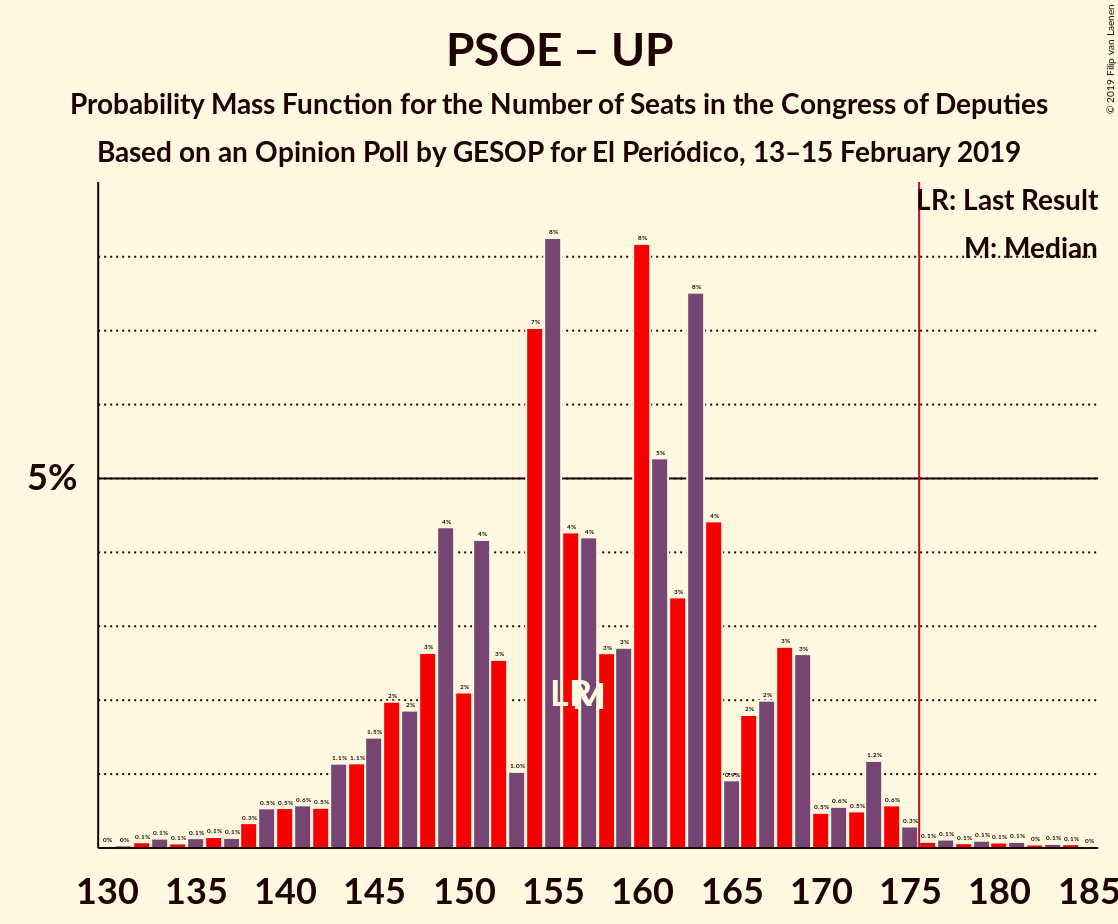 PSOE – UP
Probability Mass Function for the Number of Seats in the Congress of Deputies
Based on an Opinion Poll by GESOP for El Periódico, 13–15 February 2019
© 2019 Filip van Laenen
LR: Last Result
M: Median
5%
0% 0% 0.1% 0.1% 0.1% 0.1% 0.1% 0.1% 0.3% 0.5% 0.5% 0.6% 0.5% 1.1% 1.1% 1.5% 2% 2% 3% 4% 2% 4% 3% 1.0% 7% 8% 4% 4% 3% 3% 8% 5% 3% 8% 4% 0.9% 2% 2% 3% 3% 0.5% 0.6% 0.5% 1.2% 0.6% 0.3% 0.1% 0.1% 0.1% 0.1% 0.1% 0.1% 0% 0.1% 0.1% 0%
LR M
130 135 140 145 150 155 160 165 170 175 180 185